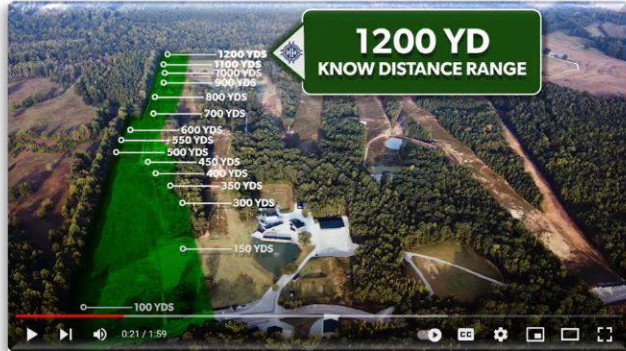 1200 YD
KNOW DISTANCE RANGE
1200 YDS
1100 YDS
1000 YDS
900 YDS
800 YDS
700 YDS
600 YDS
550 YDS
500 YDS
450 YDS
400 YDS
350 YDS
300 YDS
150 YDS
100 YDS
0:21 / 1:59
CC